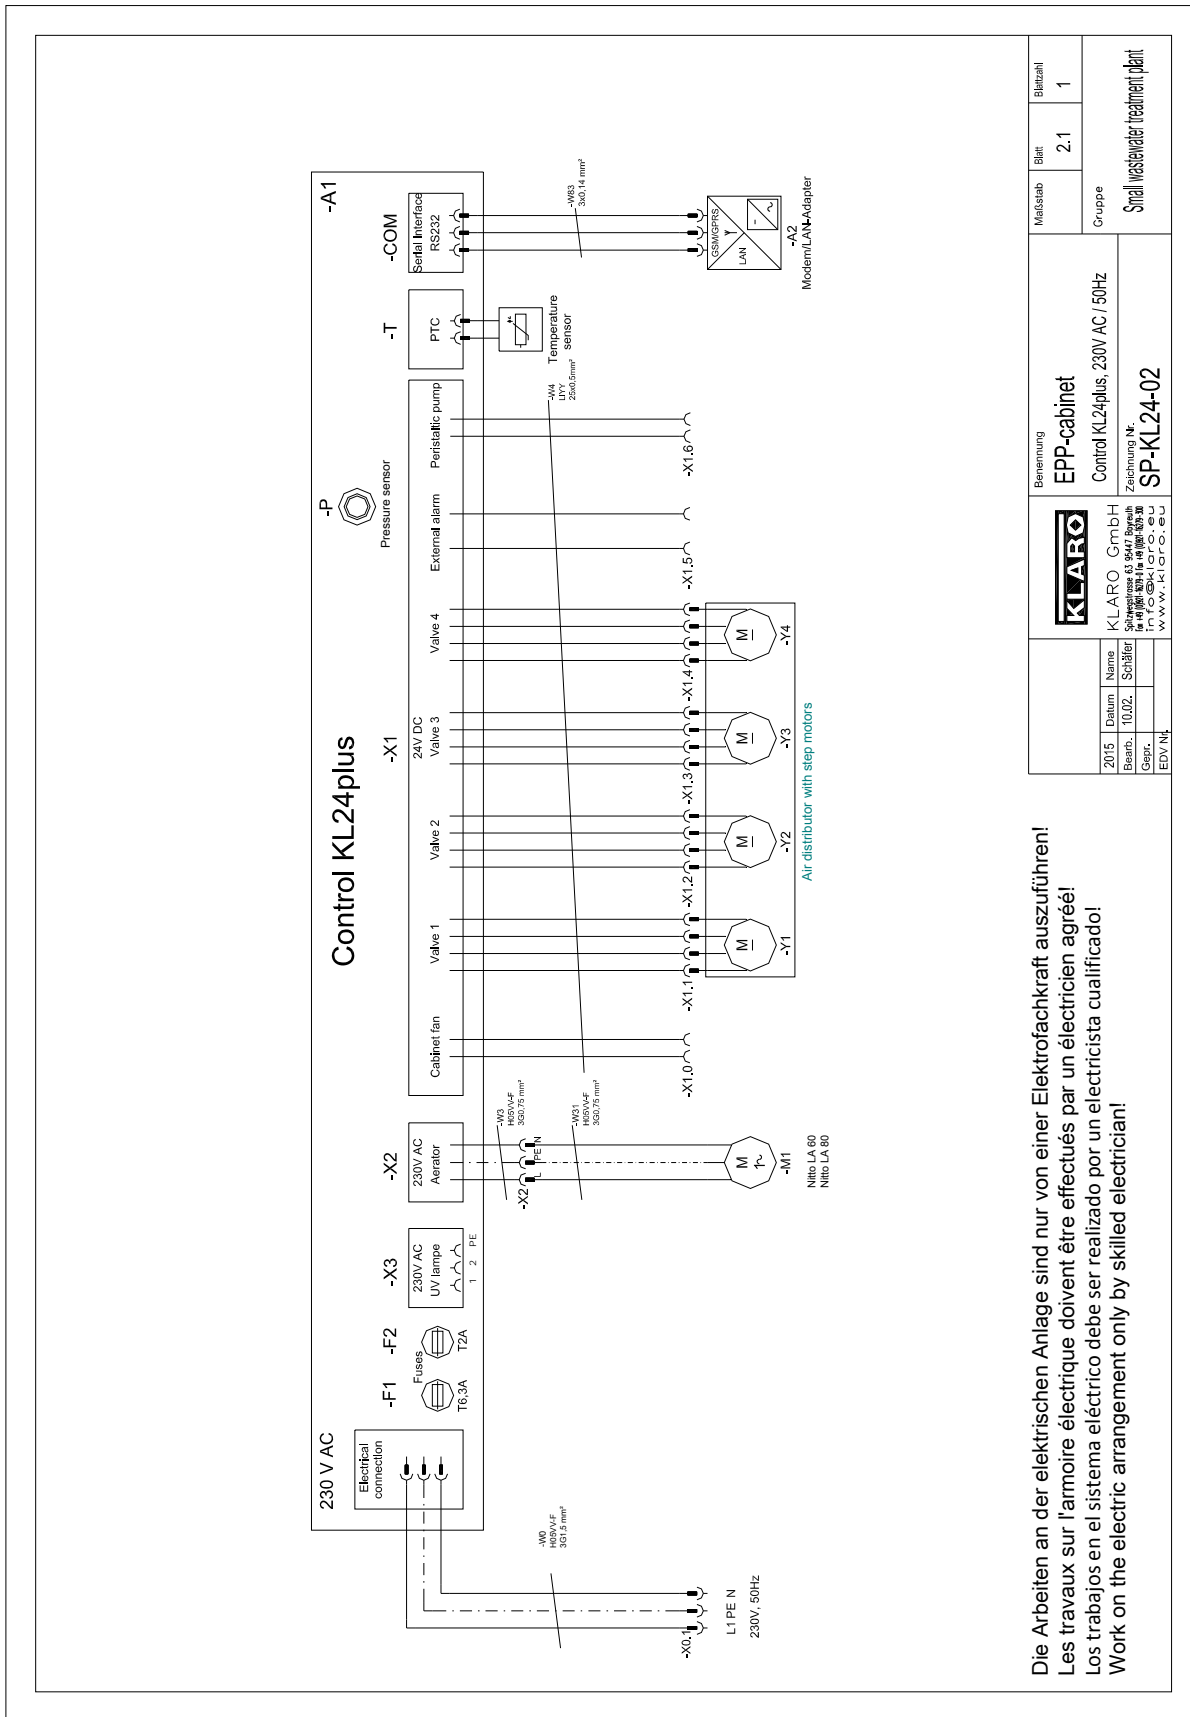 Control KL24plus
230 V AC
-A1
Electrical
connection
-F1
-F2
Fuses
T6,3A
T2A
-X3
230V AC
UV lampe
1 2 PE
-X2
230V AC
Aerator
-X1
24V DC
Cabinet fan
Valve 1
Valve 2
Valve 3
Valve 4
External alarm
Peristaltic pump
-P
Pressure sensor
-T
PTC
-COM
Serial Interface
RS232
Temperature
sensor
-W0
H05VV-F
3G1,5 mm²
-W3
H05VV-F
3G0,75 mm²
-X2
L PE N
-W31
H05VV-F
3G0,75 mm²
-W4
LIYY
25x0,5mm²
-W83
3x0,14 mm²
-X0.1
L1 PE N
230V, 50Hz
M
-M1
Nitto LA 60
Nitto LA 80
-X1.0
-X1.1
-X1.2
-X1.3
-X1.4
-X1.5
-X1.6
M
-Y1
M
-Y2
M
-Y3
M
-Y4
Air distributor with step motors
GSM/GPRS
LAN
-A2
Modem/LAN-Adapter
Die Arbeiten an der elektrischen Anlage sind nur von einer Elektrofachkraft auszuführen!
Les travaux sur l'armoire électrique doivent être effectués par un électricien agréé!
Los trabajos en el sistema eléctrico debe ser realizado por un electricista cualificado!
Work on the electric arrangement only by skilled electrician!
2015 Datum Name
Bearb. 10.02. Schäfer
Gepr.
EDV Nr.
KLARO
KLARO GmbH
Spitzwegstrasse 63 95447 Bayreuth
info@klaro.eu
www.klaro.eu
Benennung
EPP-cabinet
Control KL24plus, 230V AC / 50Hz
Zeichnung Nr.
SP-KL24-02
Maßstab
Blatt
2.1
Blattzahl
1
Gruppe
Small wastewater treatment plant